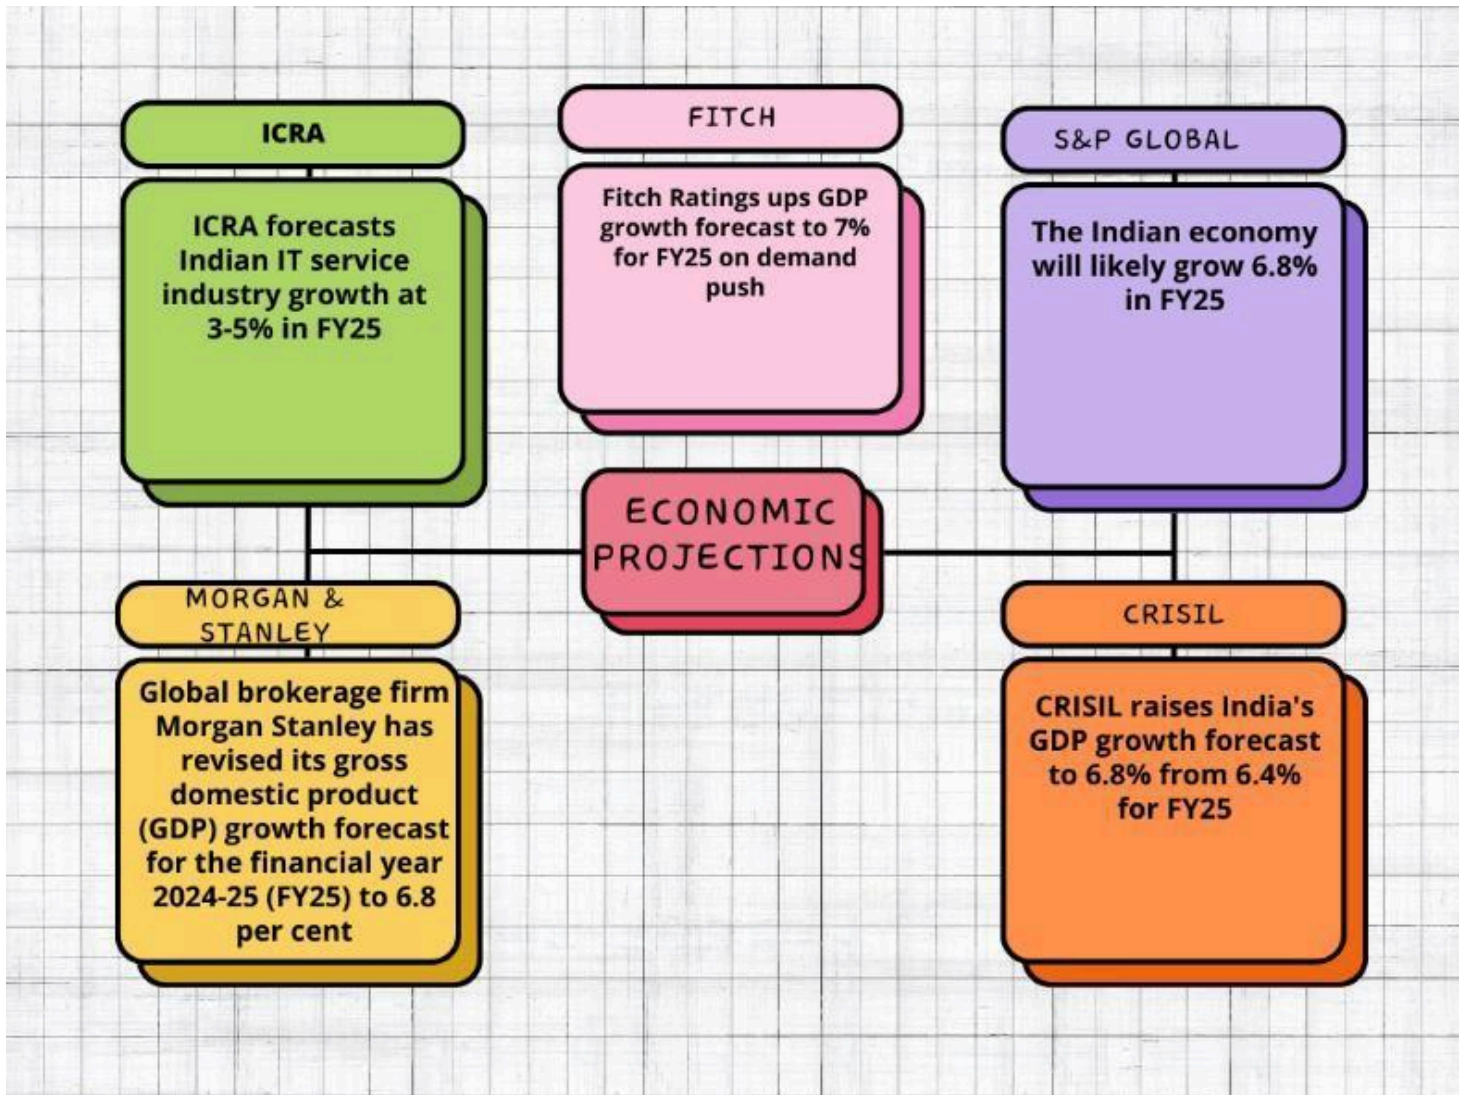 ICRA
ICRA forecasts
Indian IT service
industry growth at
3-5% in FY25
FITCH
Fitch Ratings ups GDP
growth forecast to 7%
for FY25 on demand
push
S&P GLOBAL
The Indian economy
will likely grow 6.8%
in FY25
ECONOMIC
PROJECTIONS
MORGAN &
STANLEY
Global brokerage firm
Morgan Stanley has
revised its gross
domestic product
(GDP) growth forecast
for the financial year
2024-25 (FY25) to 6.8
per cent
CRISIL
CRISIL raises India's
GDP growth forecast
to 6.8% from 6.4%
for FY25